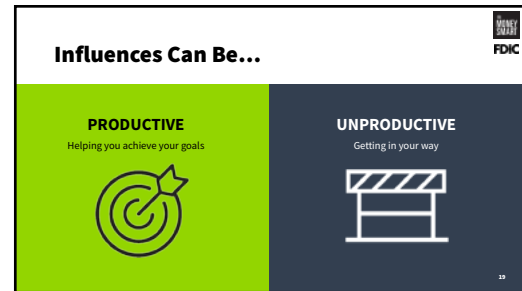 MONEY
SMART
FDIC
Influences Can Be...
PRODUCTIVE
Helping you achieve your goals
UNPRODUCTIVE
Getting in your way
19